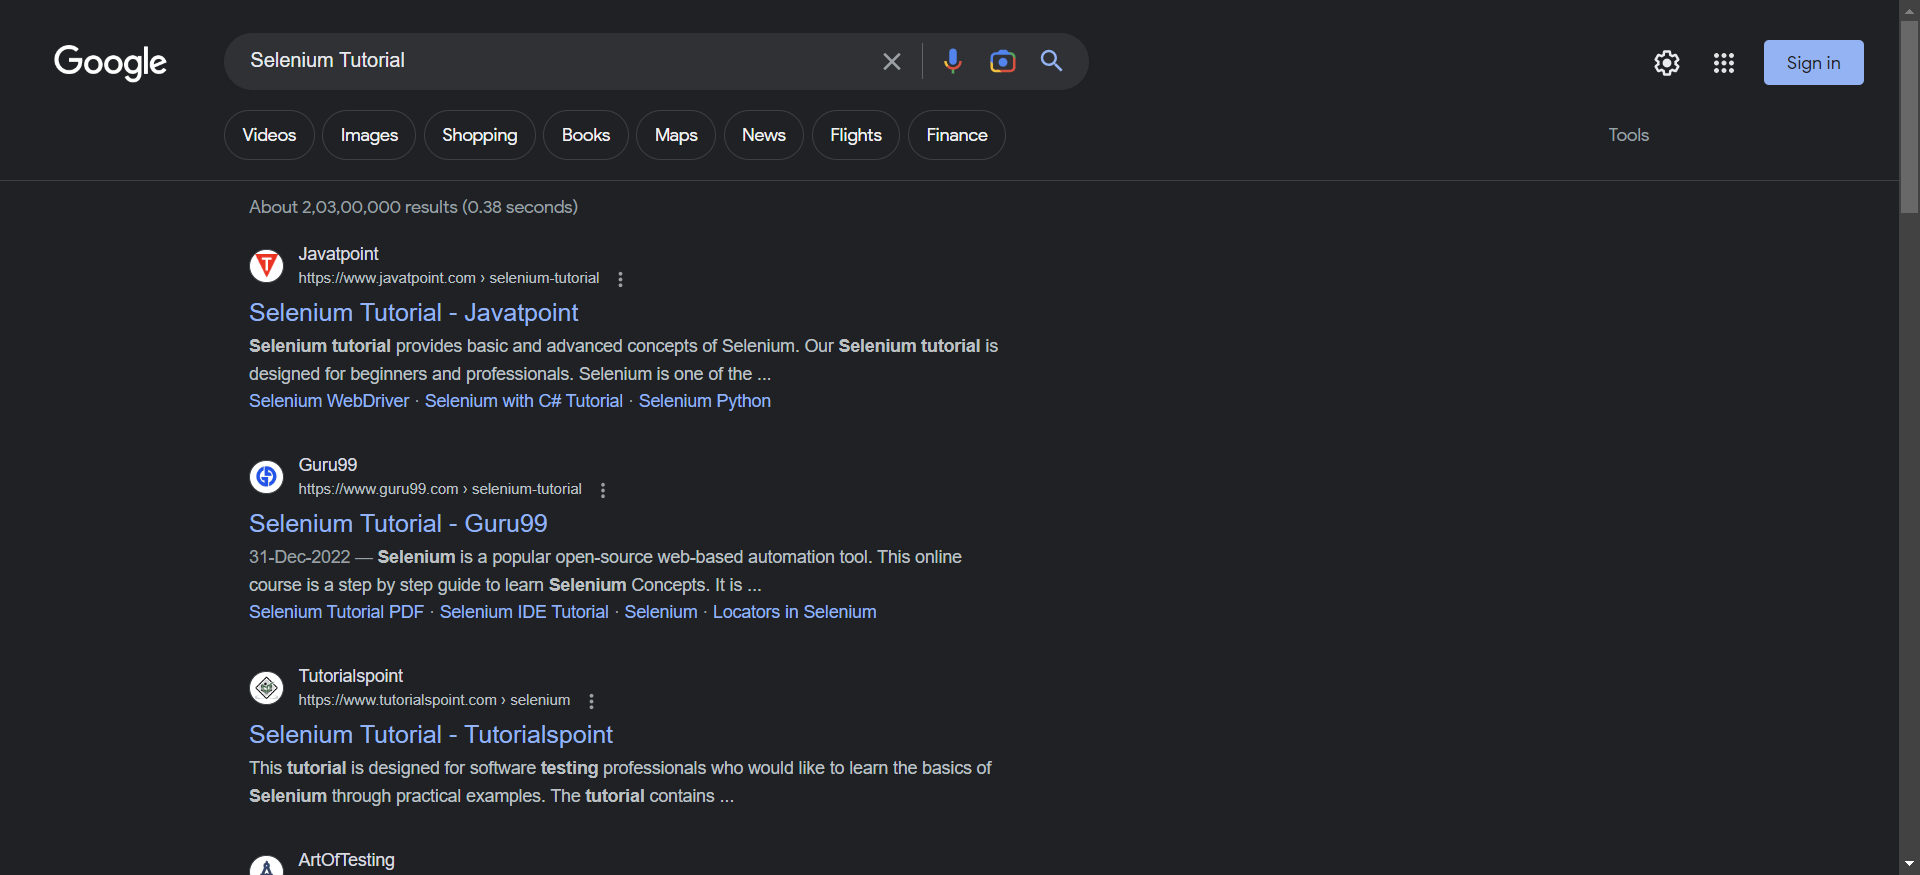 Google
Selenium Tutorial
Sign in
Videos
Images
Shopping
Books
Maps
News
Flights
Finance
Tools
About 2,03,00,000 results (0.38 seconds)
Javatpoint
https://www.javatpoint.com › selenium-tutorial
Selenium Tutorial - Javatpoint
Selenium tutorial provides basic and advanced concepts of Selenium. Our Selenium tutorial is
designed for beginners and professionals. Selenium is one of the ...
Selenium WebDriver · Selenium with C# Tutorial · Selenium Python
Guru99
https://www.guru99.com › selenium-tutorial
Selenium Tutorial - Guru99
31-Dec-2022 — Selenium is a popular open-source web-based automation tool. This online
course is a step by step guide to learn Selenium Concepts. It is ...
Selenium Tutorial PDF · Selenium IDE Tutorial · Selenium · Locators in Selenium
Tutorialspoint
https://www.tutorialspoint.com › selenium
Selenium Tutorial - Tutorialspoint
This tutorial is designed for software testing professionals who would like to learn the basics of
Selenium through practical examples. The tutorial contains ...
ArtOfTesting